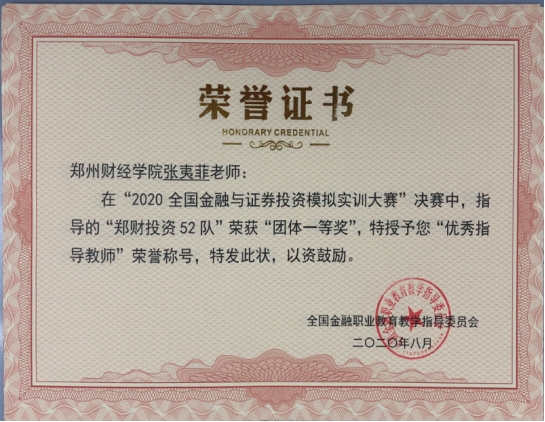 荣誉证书
HONORARY CREDENTIAL
郑州财经学院张夷菲老师：
在“2020 全国金融与证券投资模拟实训大赛”决赛中，指
导的“郑财投资 52 队”荣获“团体一等奖”，特授予您“优秀指
导教师”荣誉称号，特发此状，以资鼓励。
全国金融职业教育教学指导委员会
二〇二〇年八月